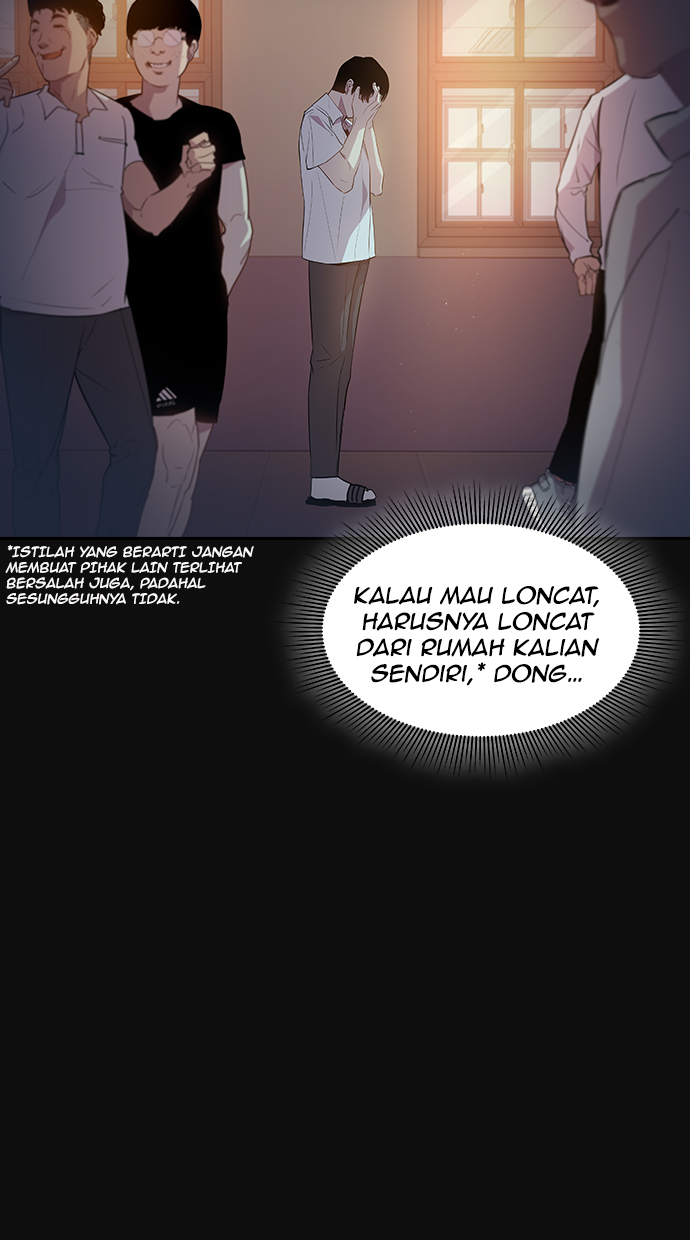 *ISTILAH YANG BERARTI JANGAN
MEMBUAT PIHAK LAIN TERLIHAT
BERSALAH JUGA, PADAHAL
SESUNGGUHNYA TIDAK.
KALAU MAU LONCAT,
HARUSNYA LONCAT
DARI RUMAH KALIAN
SENDIRI,* DONG...